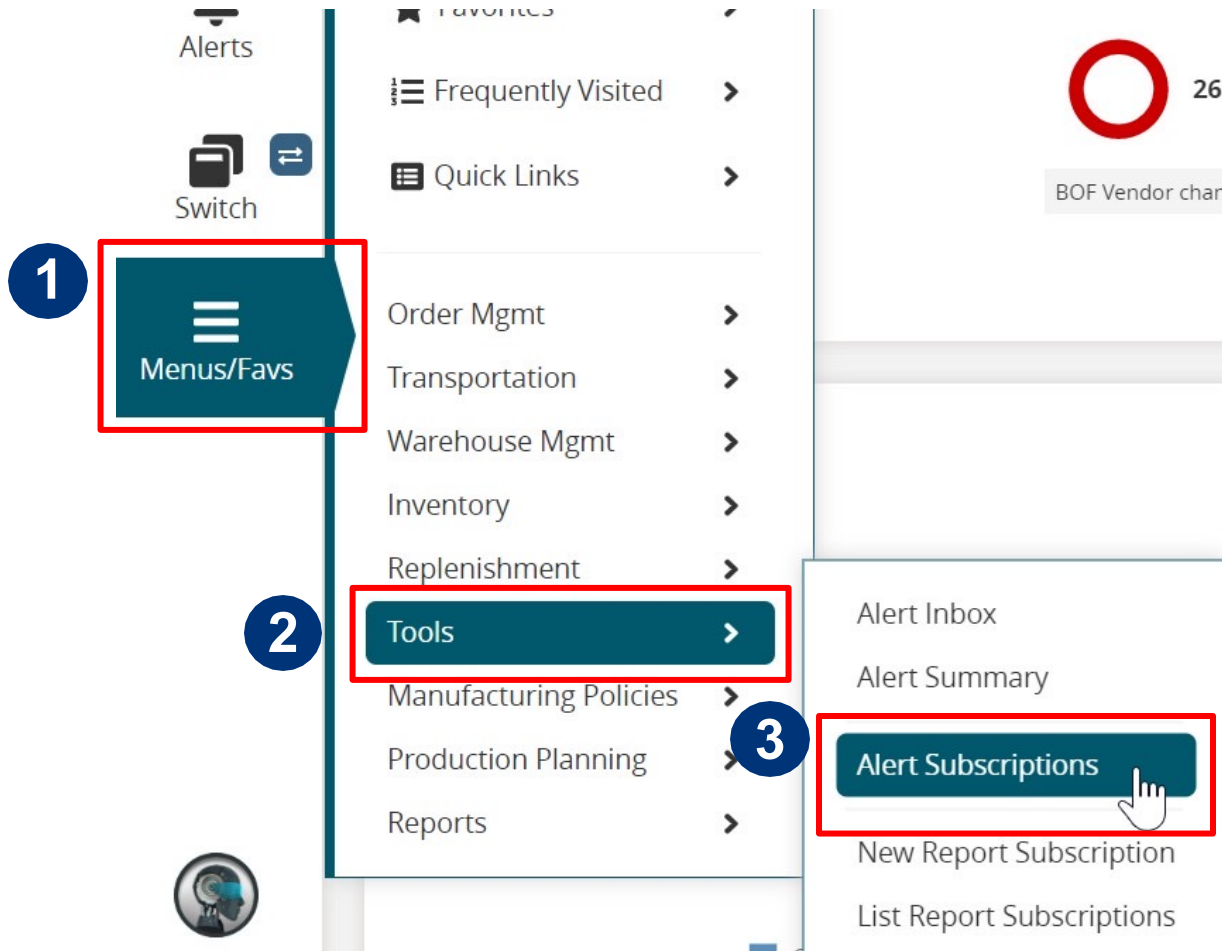 Alerts
Switch
1
Menus/Favs
Favorites
Frequently Visited
Quick Links
Order Mgmt
Transportation
Warehouse Mgmt
Inventory
Replenishment
2
Tools
Manufacturing Policies
Production Planning
Reports
26
BOF Vendor char
Alert Inbox
Alert Summary
3
Alert Subscriptions
New Report Subscription
List Report Subscriptions